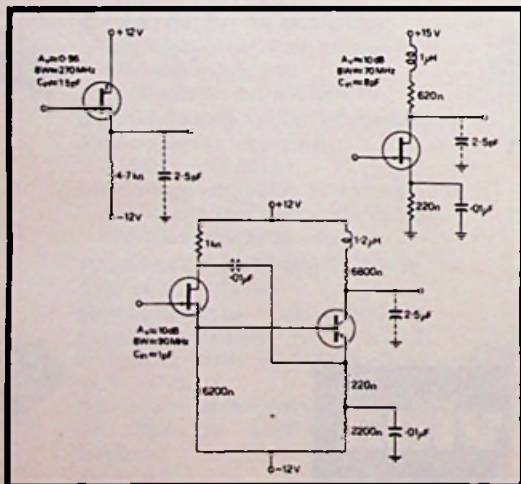 +12V
Av≈0·96
BW≈270MHz
Cin≈1·5pF
4·7kΩ
2·5pF
-12V
+15V
Av≈10dB
BW≈70MHz
Cin≈8pF
1μH
620Ω
2·5pF
220Ω
·01μF
+12V
1kΩ
·01μF
1·2μH
6800Ω
Av≈10dB
BW≈90MHz
Cin≈1pF
2·5μF
6200Ω
220Ω
2200Ω
·01μF
-12V